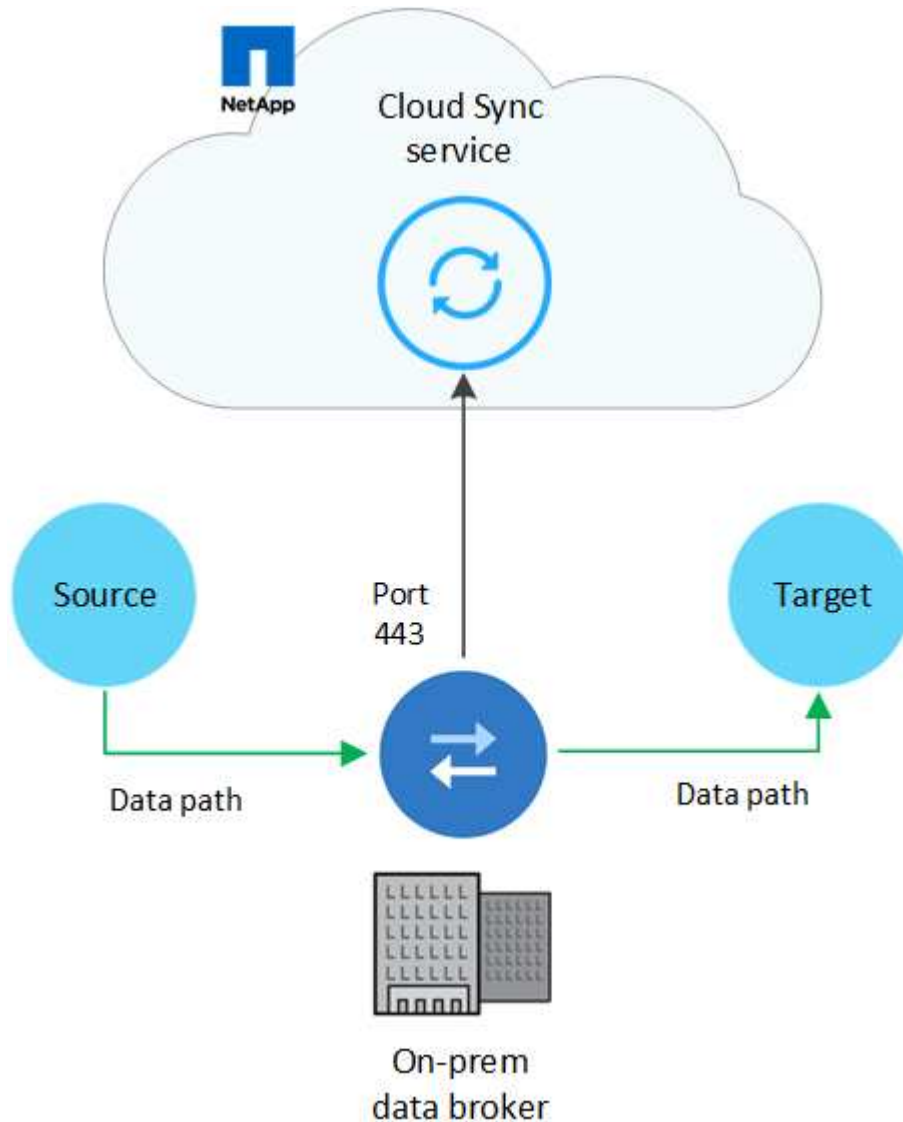 NetApp
Cloud Sync
service
Source
Port
443
Target
Data path
Data path
On-prem
data broker